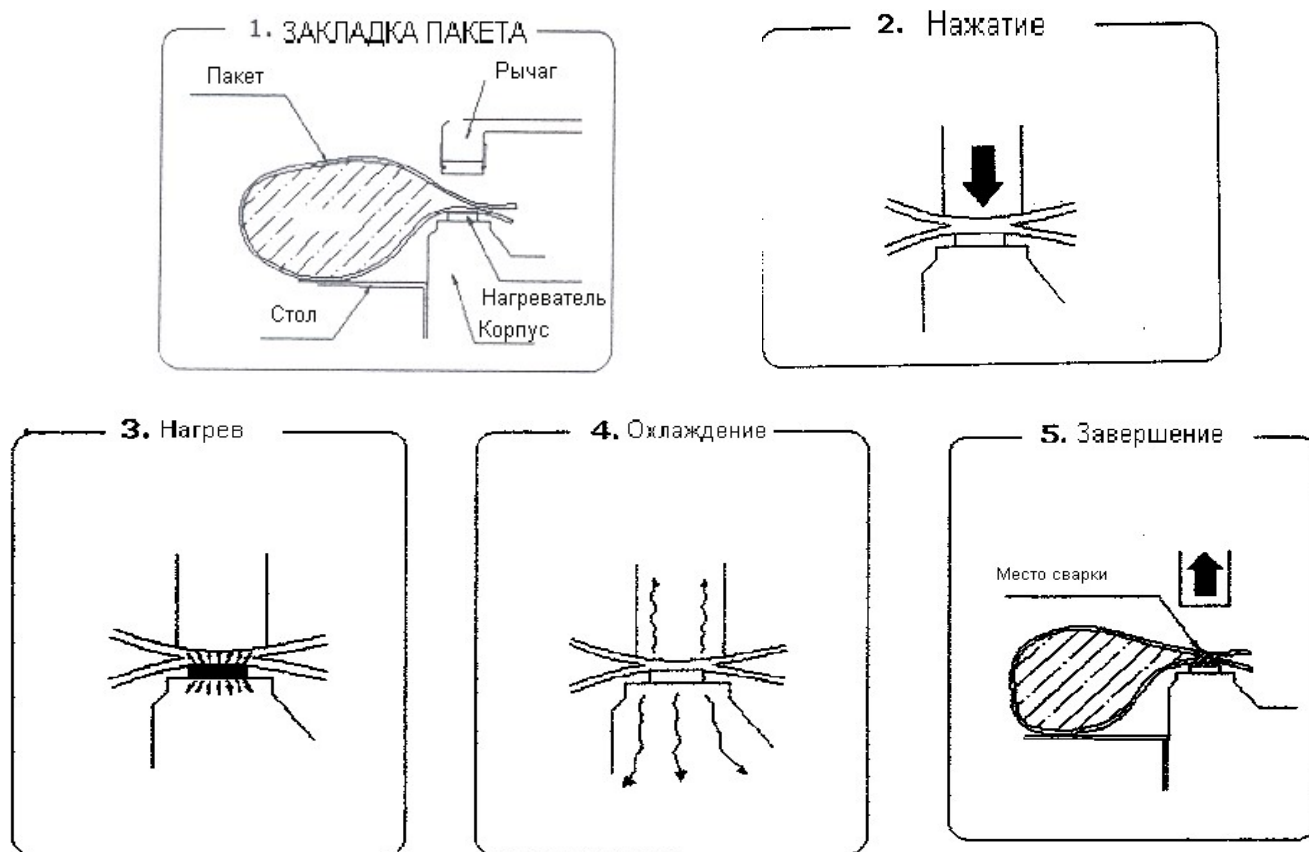 1. ЗАКЛАДКА ПАКЕТА
Пакет
Рычаг
Нагреватель
Стол
Корпус
2. Нажатие
3. Нагрев
4. Охлаждение
5. Завершение
Место сварки